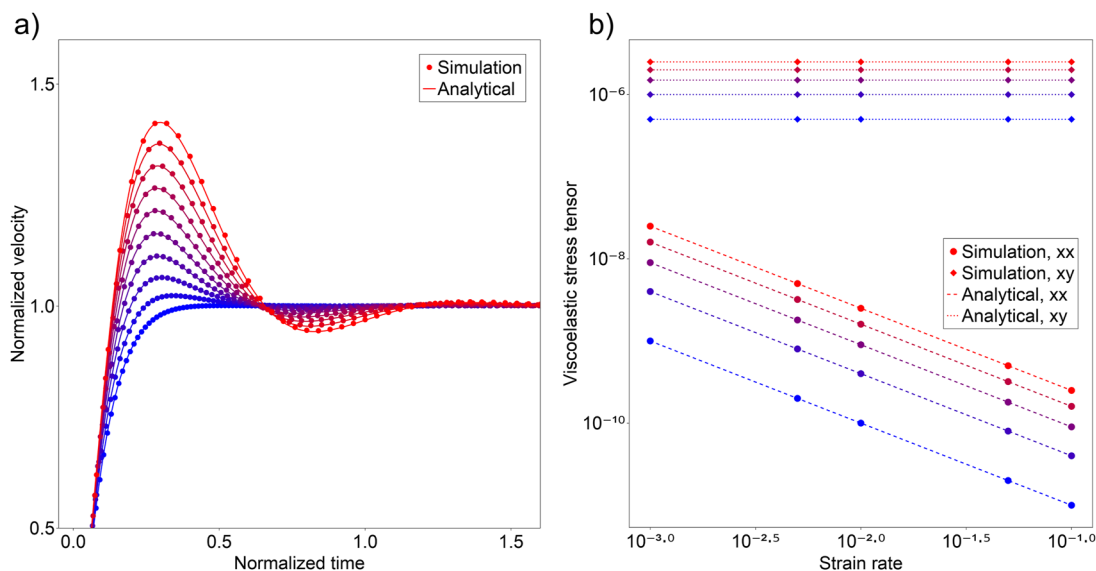 a)
1.5
1.0
0.5
0.0
0.5
1.0
1.5
Normalized velocity
Normalized time
Simulation
Analytical
b)
10⁻⁶
10⁻⁸
10⁻¹⁰
10⁻³·⁰
10⁻²·⁵
10⁻²·⁰
10⁻¹·⁵
10⁻¹·⁰
Viscoelastic stress tensor
Strain rate
Simulation, xx
Simulation, xy
Analytical, xx
Analytical, xy